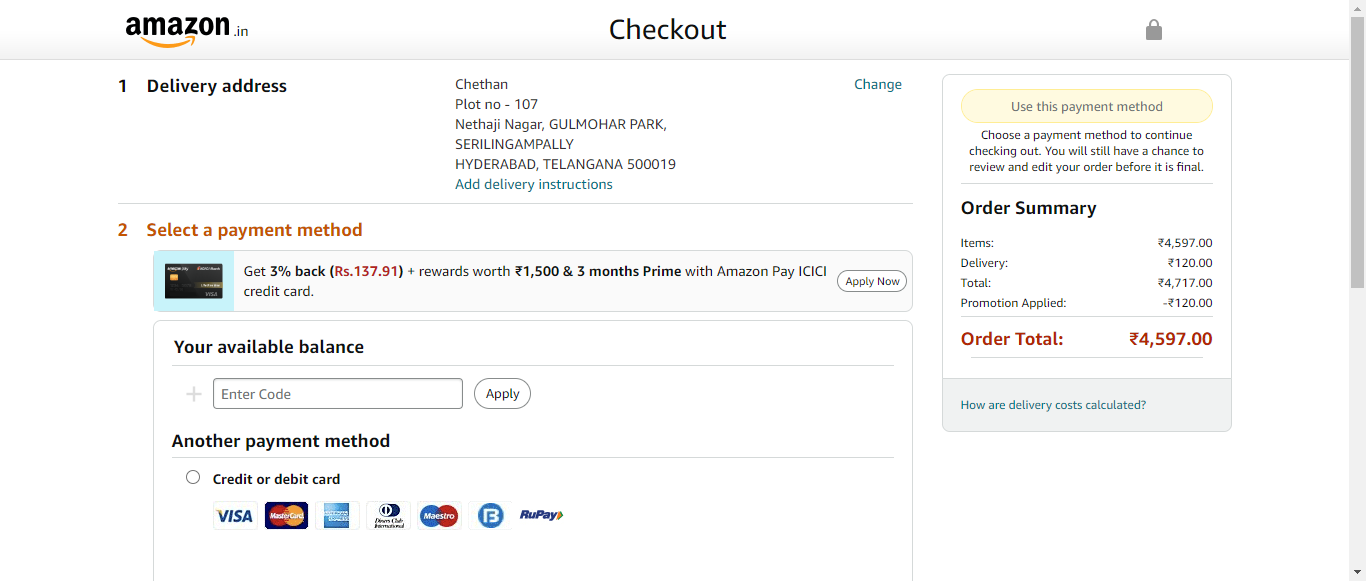 amazon.in
Checkout
1 Delivery address
Chethan
Plot no - 107
Nethaji Nagar, GULMOHAR PARK,
SERILINGAMPALLY
HYDERABAD, TELANGANA 500019
Add delivery instructions
Change
2 Select a payment method
Get 3% back (Rs.137.91) + rewards worth ₹1,500 & 3 months Prime with Amazon Pay ICICI
credit card.
Apply Now
Your available balance
Enter Code
Apply
Another payment method
Credit or debit card
VISA
MasterCard
AMERICAN EXPRESS
Diners Club International
Maestro
RuPay
Use this payment method
Choose a payment method to continue
checking out. You will still have a chance to
review and edit your order before it is final.
Order Summary
Items: ₹4,597.00
Delivery: ₹120.00
Total: ₹4,717.00
Promotion Applied: -₹120.00
Order Total: ₹4,597.00
How are delivery costs calculated?